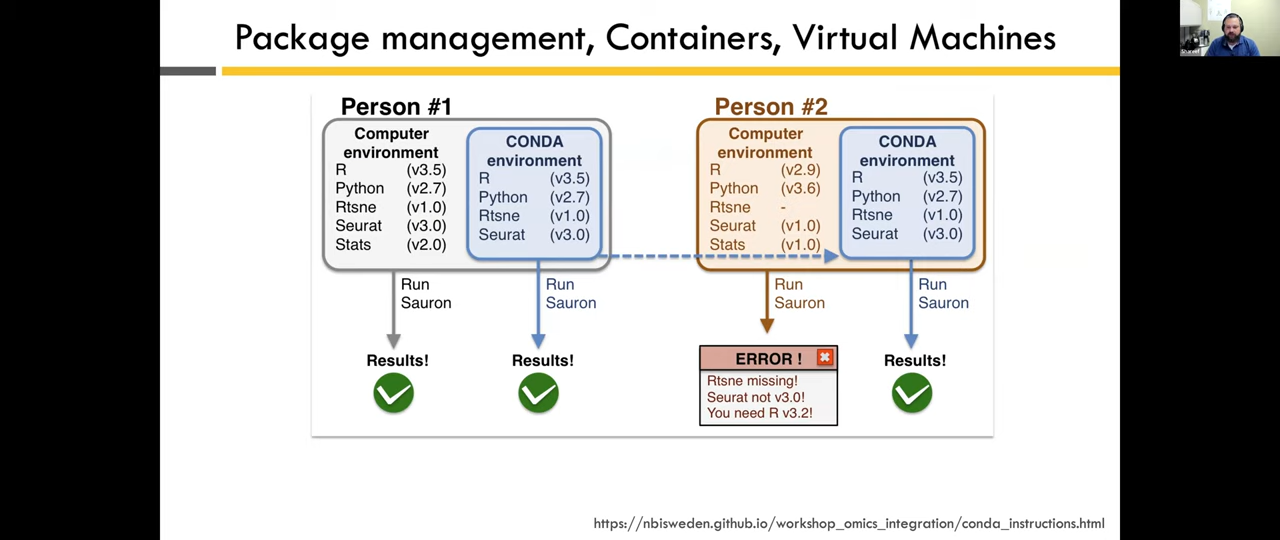 Package management, Containers, Virtual Machines
Person #1
Computer
environment
R (v3.5)
Python (v2.7)
Rtsne (v1.0)
Seurat (v3.0)
Stats (v2.0)
CONDA
environment
R (v3.5)
Python (v2.7)
Rtsne (v1.0)
Seurat (v3.0)
Run
Sauron
Run
Sauron
Results!
Results!
Person #2
Computer
environment
R (v2.9)
Python (v3.6)
Rtsne -
Seurat (v1.0)
Stats (v1.0)
CONDA
environment
R (v3.5)
Python (v2.7)
Rtsne (v1.0)
Seurat (v3.0)
Run
Sauron
Run
Sauron
ERROR !
Rtsne missing!
Seurat not v3.0!
You need R v3.2!
Results!
https://nbisweden.github.io/workshop_omics_integration/conda_instructions.html